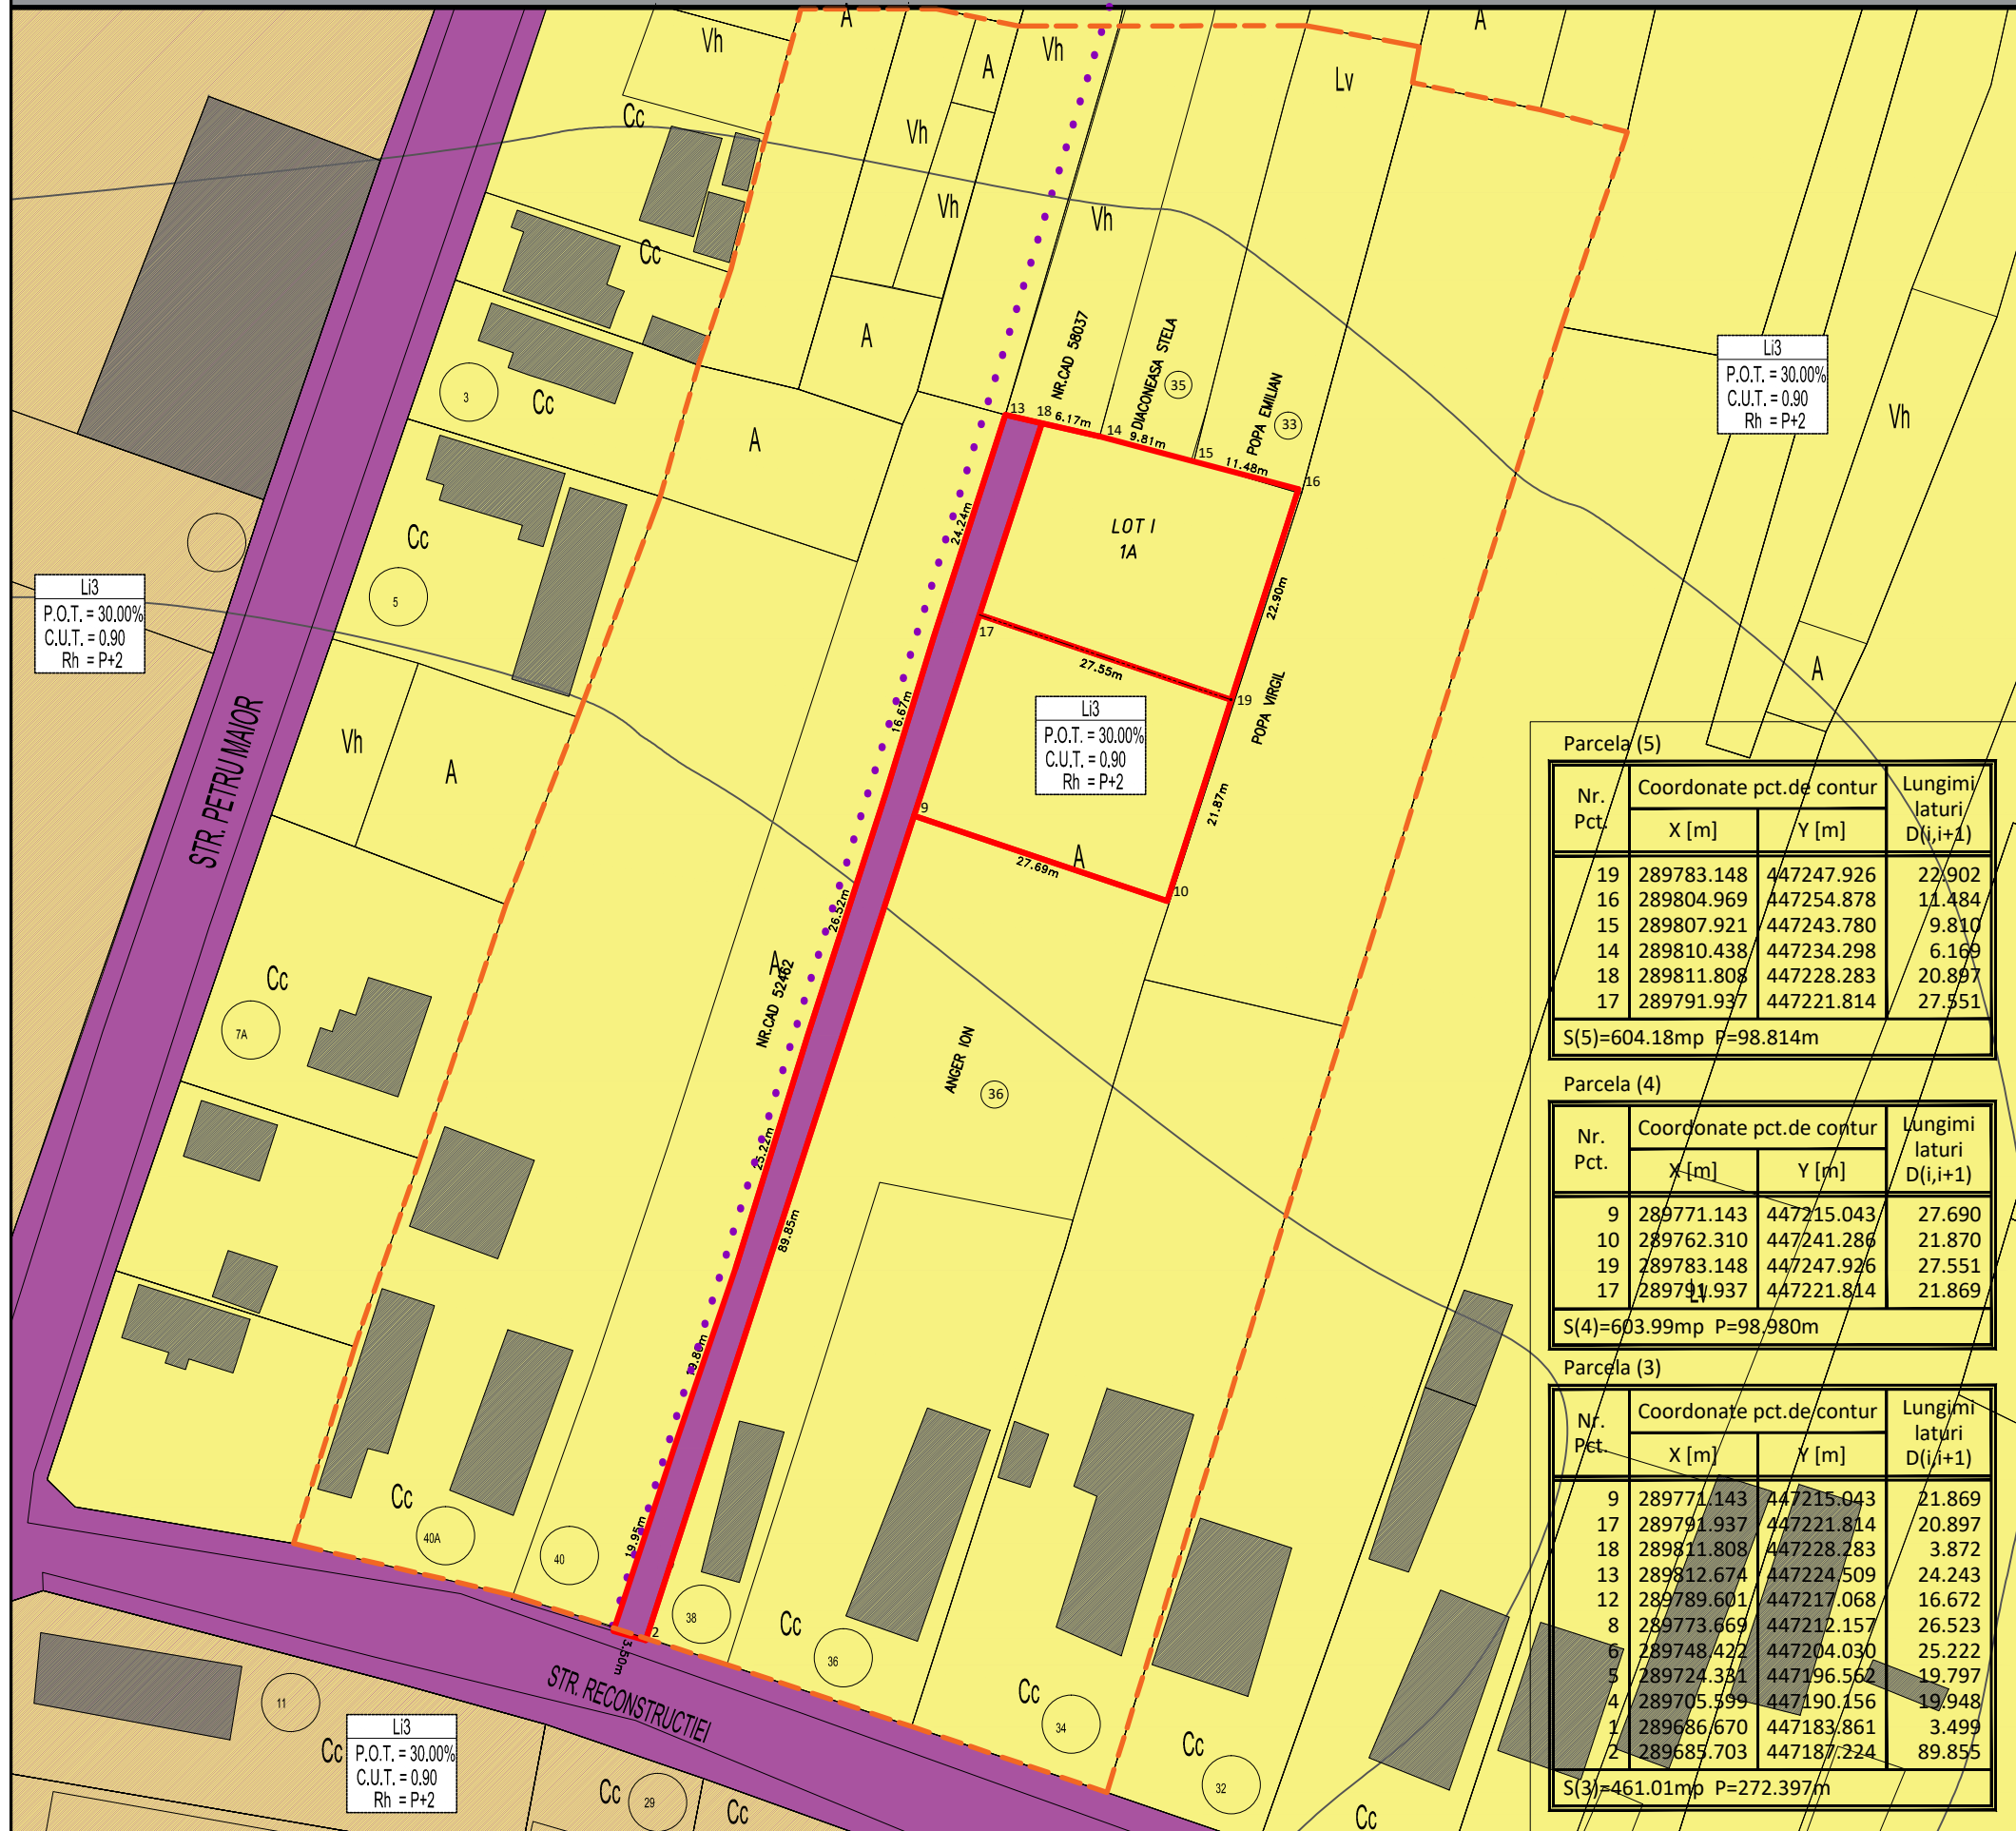 A
A
Vh
Vh
A
Lv
Cc
Vh
Vh
Vh
Cc
A
NR.CAD 58037
DIACONEASA STELA
35
POPA EMILIAN
33
Li3
P.O.T. = 30.00%
C.U.T. = 0.90
Rh = P+2
3
Cc
A
Vh
13
18
6.17m
14
9.81m
15
11.48m
16
24.24m
LOT I
1A
Cc
5
22.90m
Li3
P.O.T. = 30.00%
C.U.T. = 0.90
Rh = P+2
17
27.55m
19
A
16.67m
POPA VIRGIL
Li3
P.O.T. = 30.00%
C.U.T. = 0.90
Rh = P+2
STR. PETRU MAIOR
Vh
A
9
21.87m
27.69m
A
10
26.52m
A
NR.CAD 52462
Cc
7A
ANGER ION
36
25.22m
89.85m
19.80m
19.95m
Cc
40A
40
38
2
3.50m
Cc
36
STR. RECONSTRUCTIEI
Cc
34
Cc
32
11
Cc
Li3
P.O.T. = 30.00%
C.U.T. = 0.90
Rh = P+2
Cc
29
Cc
Cc
Parcela (5)
Nr. Pct. Coordonate pct.de contur Lungimi laturi D(i,i+1)
X [m] Y [m]
19 289783.148 447247.926 22.902
16 289804.969 447254.878 11.484
15 289807.921 447243.780 9.810
14 289810.438 447234.298 6.169
18 289811.808 447228.283 20.897
17 289791.937 447221.814 27.551
S(5)=604.18mp P=98.814m
Parcela (4)
Nr. Pct. Coordonate pct.de contur Lungimi laturi D(i,i+1)
X [m] Y [m]
9 289771.143 447215.043 27.690
10 289762.310 447241.286 21.870
19 289783.148 447247.926 27.551
17 289791.937 447221.814 21.869
Lv
S(4)=603.99mp P=98.980m
Parcela (3)
Nr. Pct. Coordonate pct.de contur Lungimi laturi D(i,i+1)
X [m] Y [m]
9 289771.143 447215.043 21.869
17 289791.937 447221.814 20.897
18 289811.808 447228.283 3.872
13 289812.674 447224.509 24.243
12 289789.601 447217.068 16.672
8 289773.669 447212.157 26.523
6 289748.422 447204.030 25.222
5 289724.331 447196.562 19.797
4 289705.599 447190.156 19.948
1 289686.670 447183.861 3.499
2 289685.703 447187.224 89.855
S(3)=461.01mp P=272.397m